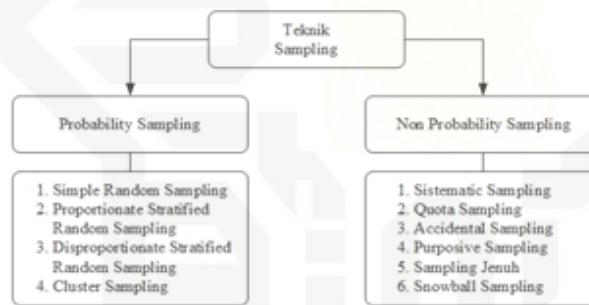 Teknik
Sampling
Probability Sampling
Non Probability Sampling
1. Simple Random Sampling
2. Proportionate Stratified
Random Sampling
3. Disproportionate Stratified
Random Sampling
4. Cluster Sampling
1. Sistematic Sampling
2. Quota Sampling
3. Accidental Sampling
4. Purposive Sampling
5. Sampling Jenuh
6. Snowball Sampling